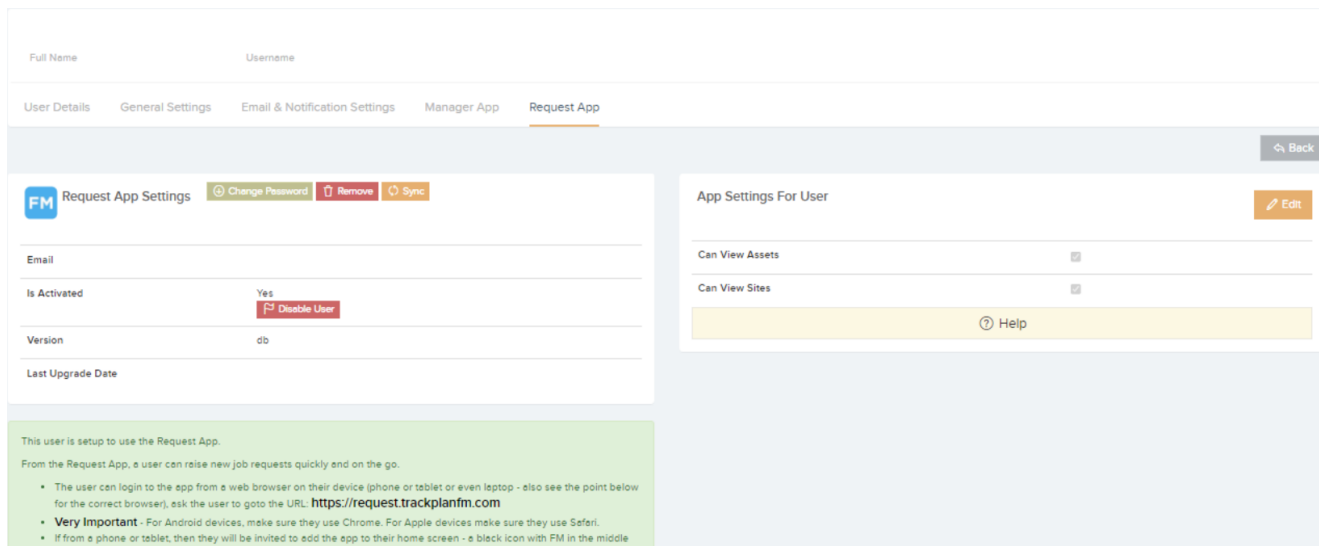 Full Name Username
User Details General Settings Email & Notification Settings Manager App Request App
Back
FM Request App Settings Change Password Remove Sync
Email
Is Activated Yes
Disable User
Version db
Last Upgrade Date
App Settings For User Edit
Can View Assets
Can View Sites
Help
This user is setup to use the Request App.
From the Request App, a user can raise new job requests quickly and on the go.
The user can login to the app from a web browser on their device (phone or tablet or even laptop - also see the point below
for the correct browser), ask the user to goto the URL: https://request.trackplanfm.com
Very Important - For Android devices, make sure they use Chrome. For Apple devices make sure they use Safari.
If from a phone or tablet, then they will be invited to add the app to their home screen - a black icon with FM in the middle